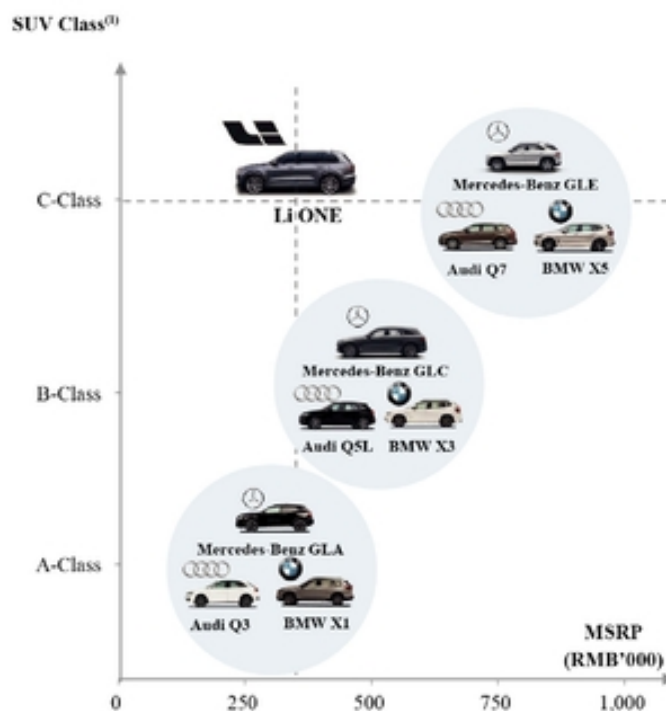 SUV Class(1)
C-Class
Li ONE
Mercedes-Benz GLE
Audi Q7 BMW X5
Mercedes-Benz GLC
B-Class
Audi Q5L BMW X3
Mercedes-Benz GLA
A-Class
Audi Q3 BMW X1
MSRP
(RMB'000)
0 250 500 750 1,000